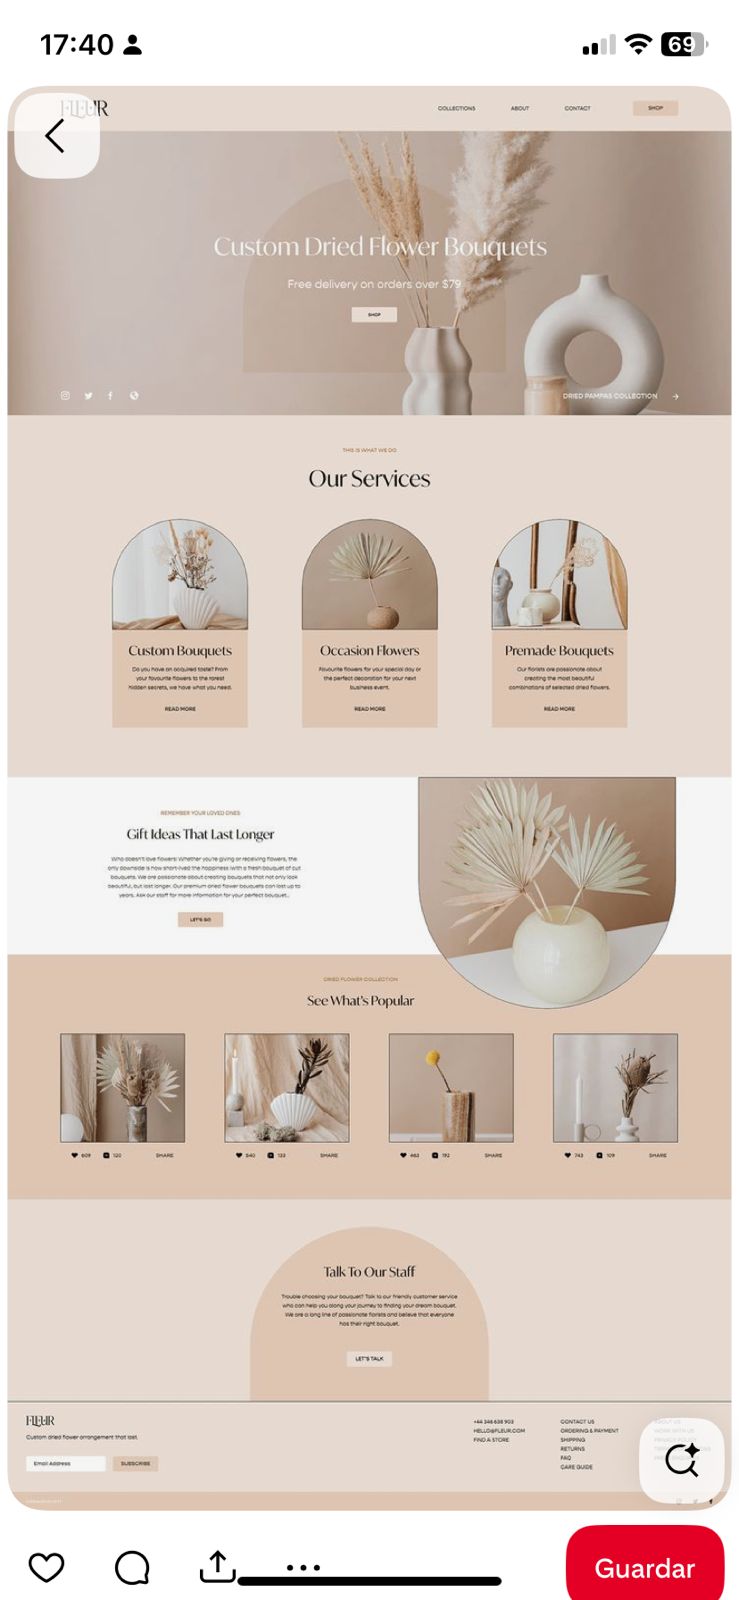 17:40
69
FLEUR
COLLECTIONS
ABOUT
CONTACT
SHOP
Custom Dried Flower Bouquets
Free delivery on orders over $79
SHOP
DRIED PAMPAS COLLECTION
THIS IS WHAT WE DO
Our Services
Custom Bouquets
Do you have an acquired taste? From
your favourite flowers to the rarest
hidden secrets, we have what you need.
READ MORE
Occasion Flowers
Favourite flowers for your special day or
the perfect decoration for your next
business event.
READ MORE
Premade Bouquets
Our florists are passionate about
creating the most beautiful
combinations of selected dried flowers.
READ MORE
REMEMBER YOUR LOVED ONES
Gift Ideas That Last Longer
Who doesn't love flowers! Whether you're giving or receiving flowers, the
only downside is how short-lived the happiness with a fresh bouquet of cut
bouquets. We are passionate about creating bouquets that not only look
beautiful, but last longer. Our premium dried flower bouquets can last up to
years. Ask our staff for more information for your perfect bouquet.
LET'S GO
DRIED FLOWER COLLECTION
See What's Popular
609
120
SHARE
540
133
SHARE
463
192
SHARE
743
109
SHARE
Talk To Our Staff
Trouble choosing your bouquet? Talk to our friendly customer service
who can help you along your journey to finding your dream bouquet.
We are a long line of passionate florists and believe that everyone
has their right bouquet.
LET'S TALK
FLEUR
Custom dried flower arrangement that last.
Email Address
SUBSCRIBE
+44 346 638 903
HELLO@FLEUR.COM
FIND A STORE
CONTACT US
ORDERING & PAYMENT
SHIPPING
RETURNS
FAQ
CARE GUIDE
ABOUT US
WORK WITH US
PRIVACY POLICY
Guardar